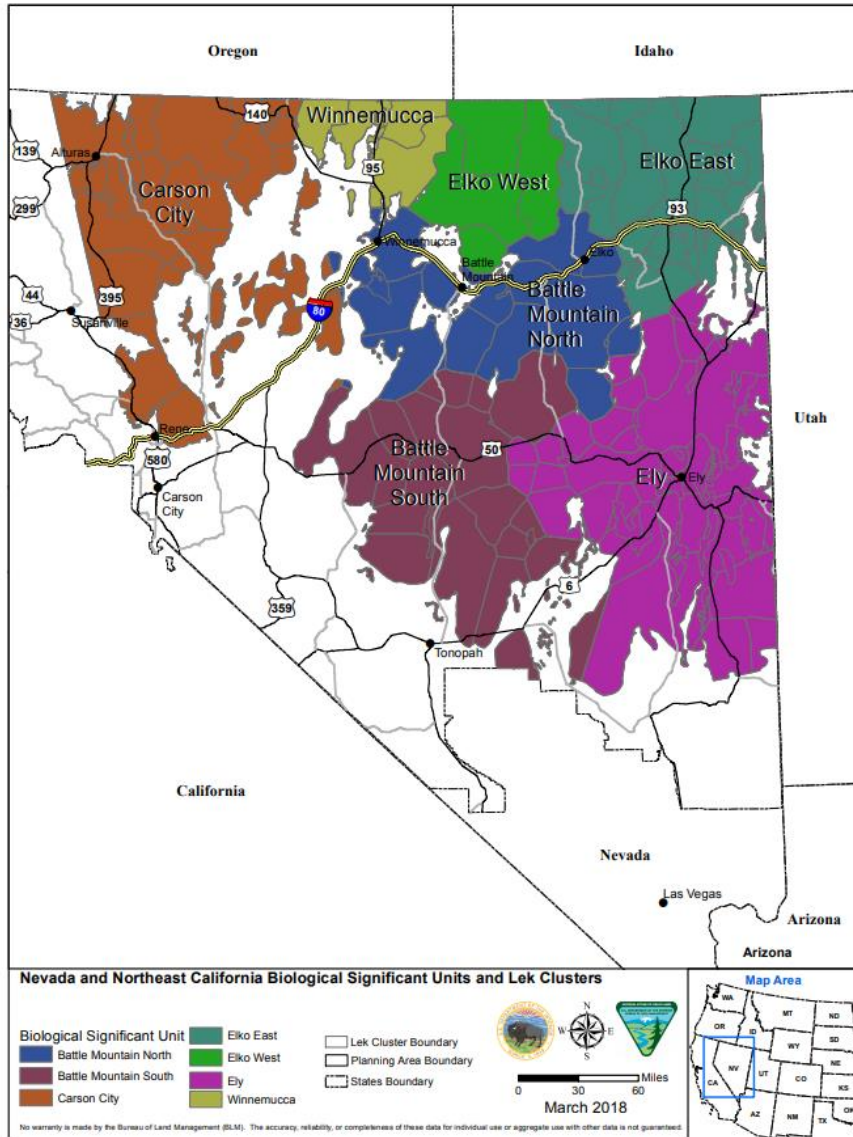 Oregon
Idaho
140
Winnemucca
95
139
Alturas
Elko West
Elko East
Carson
City
299
93
Winnemucca
Elko
Battle
Mountain
44
395
Battle
Mountain
North
80
36
Susanville
Utah
Reno
Battle
Mountain
South
50
580
Ely
Ely
Carson
City
6
359
Tonopah
California
Nevada
Las Vegas
Arizona
Arizona
Nevada and Northeast California Biological Significant Units and Lek Clusters
Biological Significant Unit
Battle Mountain North
Battle Mountain South
Carson City
Elko East
Elko West
Ely
Winnemucca
Lek Cluster Boundary
Planning Area Boundary
States Boundary
N
W
E
S
0
30
60
Miles
March 2018
Map Area
WA
MT
ND
OR
ID
SD
WY
NE
NV
UT
CO
CA
KS
AZ
NM
TX
OK
No warranty is made by the Bureau of Land Management (BLM). The accuracy, reliability, or completeness of these data for individual use or aggregate use with other data is not guaranteed.